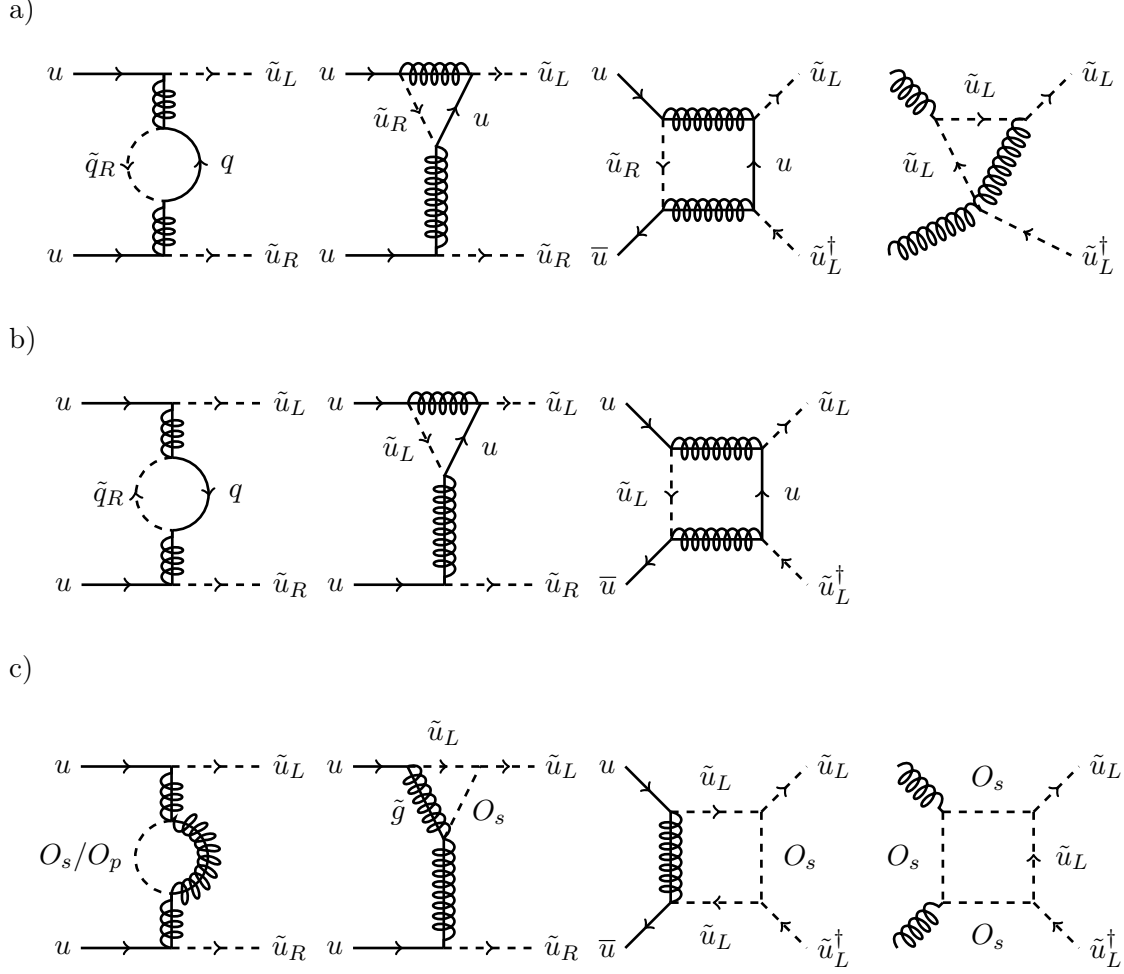 a)
u ũ_L u ũ_L u ũ_L ũ_L ũ_L
q̃_R q ũ_R u ũ_R u ũ_L
u ũ_R u ũ_R u̅ ũ_L^† ũ_L^†
b)
u ũ_L u ũ_L u ũ_L
q̃_R q ũ_L u ũ_L u
u ũ_R u ũ_R u̅ ũ_L^†
c)
ũ_L
u ũ_L u ũ_L u ũ_L O_s ũ_L
ũ_L
g̃ O_s
O_s/O_p O_s O_s ũ_L
ũ_L O_s
u ũ_R u ũ_R u̅ ũ_L^† ũ_L^†